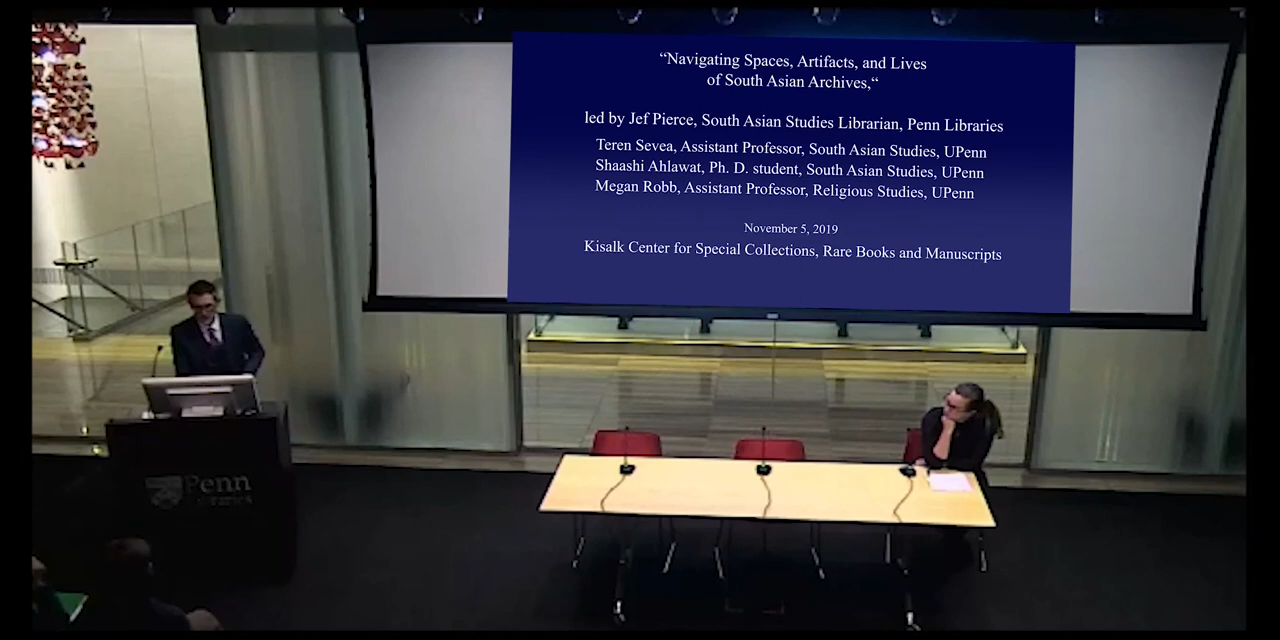 “Navigating Spaces, Artifacts, and Lives
of South Asian Archives,“
led by Jef Pierce, South Asian Studies Librarian, Penn Libraries
Teren Sevea, Assistant Professor, South Asian Studies, UPenn
Shaashi Ahlawat, Ph. D. student, South Asian Studies, UPenn
Megan Robb, Assistant Professor, Religious Studies, UPenn
November 5, 2019
Kisalk Center for Special Collections, Rare Books and Manuscripts
Penn
Libraries